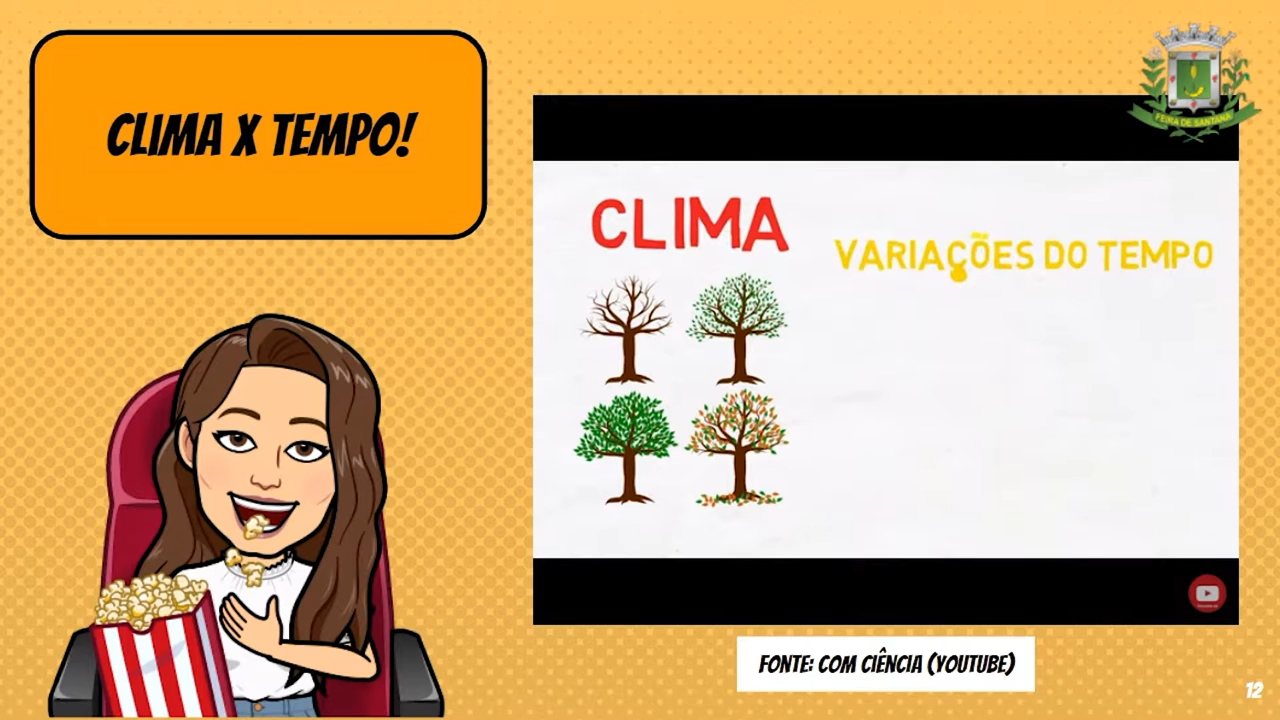 CLIMA X TEMPO!
FEIRA DE SANTANA
CLIMA
VARIAÇÕES DO TEMPO
FONTE: COM CIÊNCIA (YOUTUBE)
12